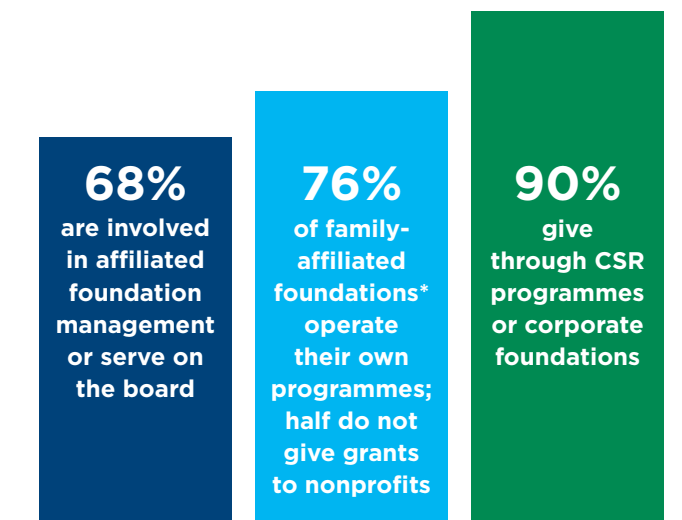 68%
are involved
in affiliated
foundation
management
or serve on
the board
76%
of family-
affiliated
foundations*
operate
their own
programmes;
half do not
give grants
to nonprofits
90%
give
through CSR
programmes
or corporate
foundations